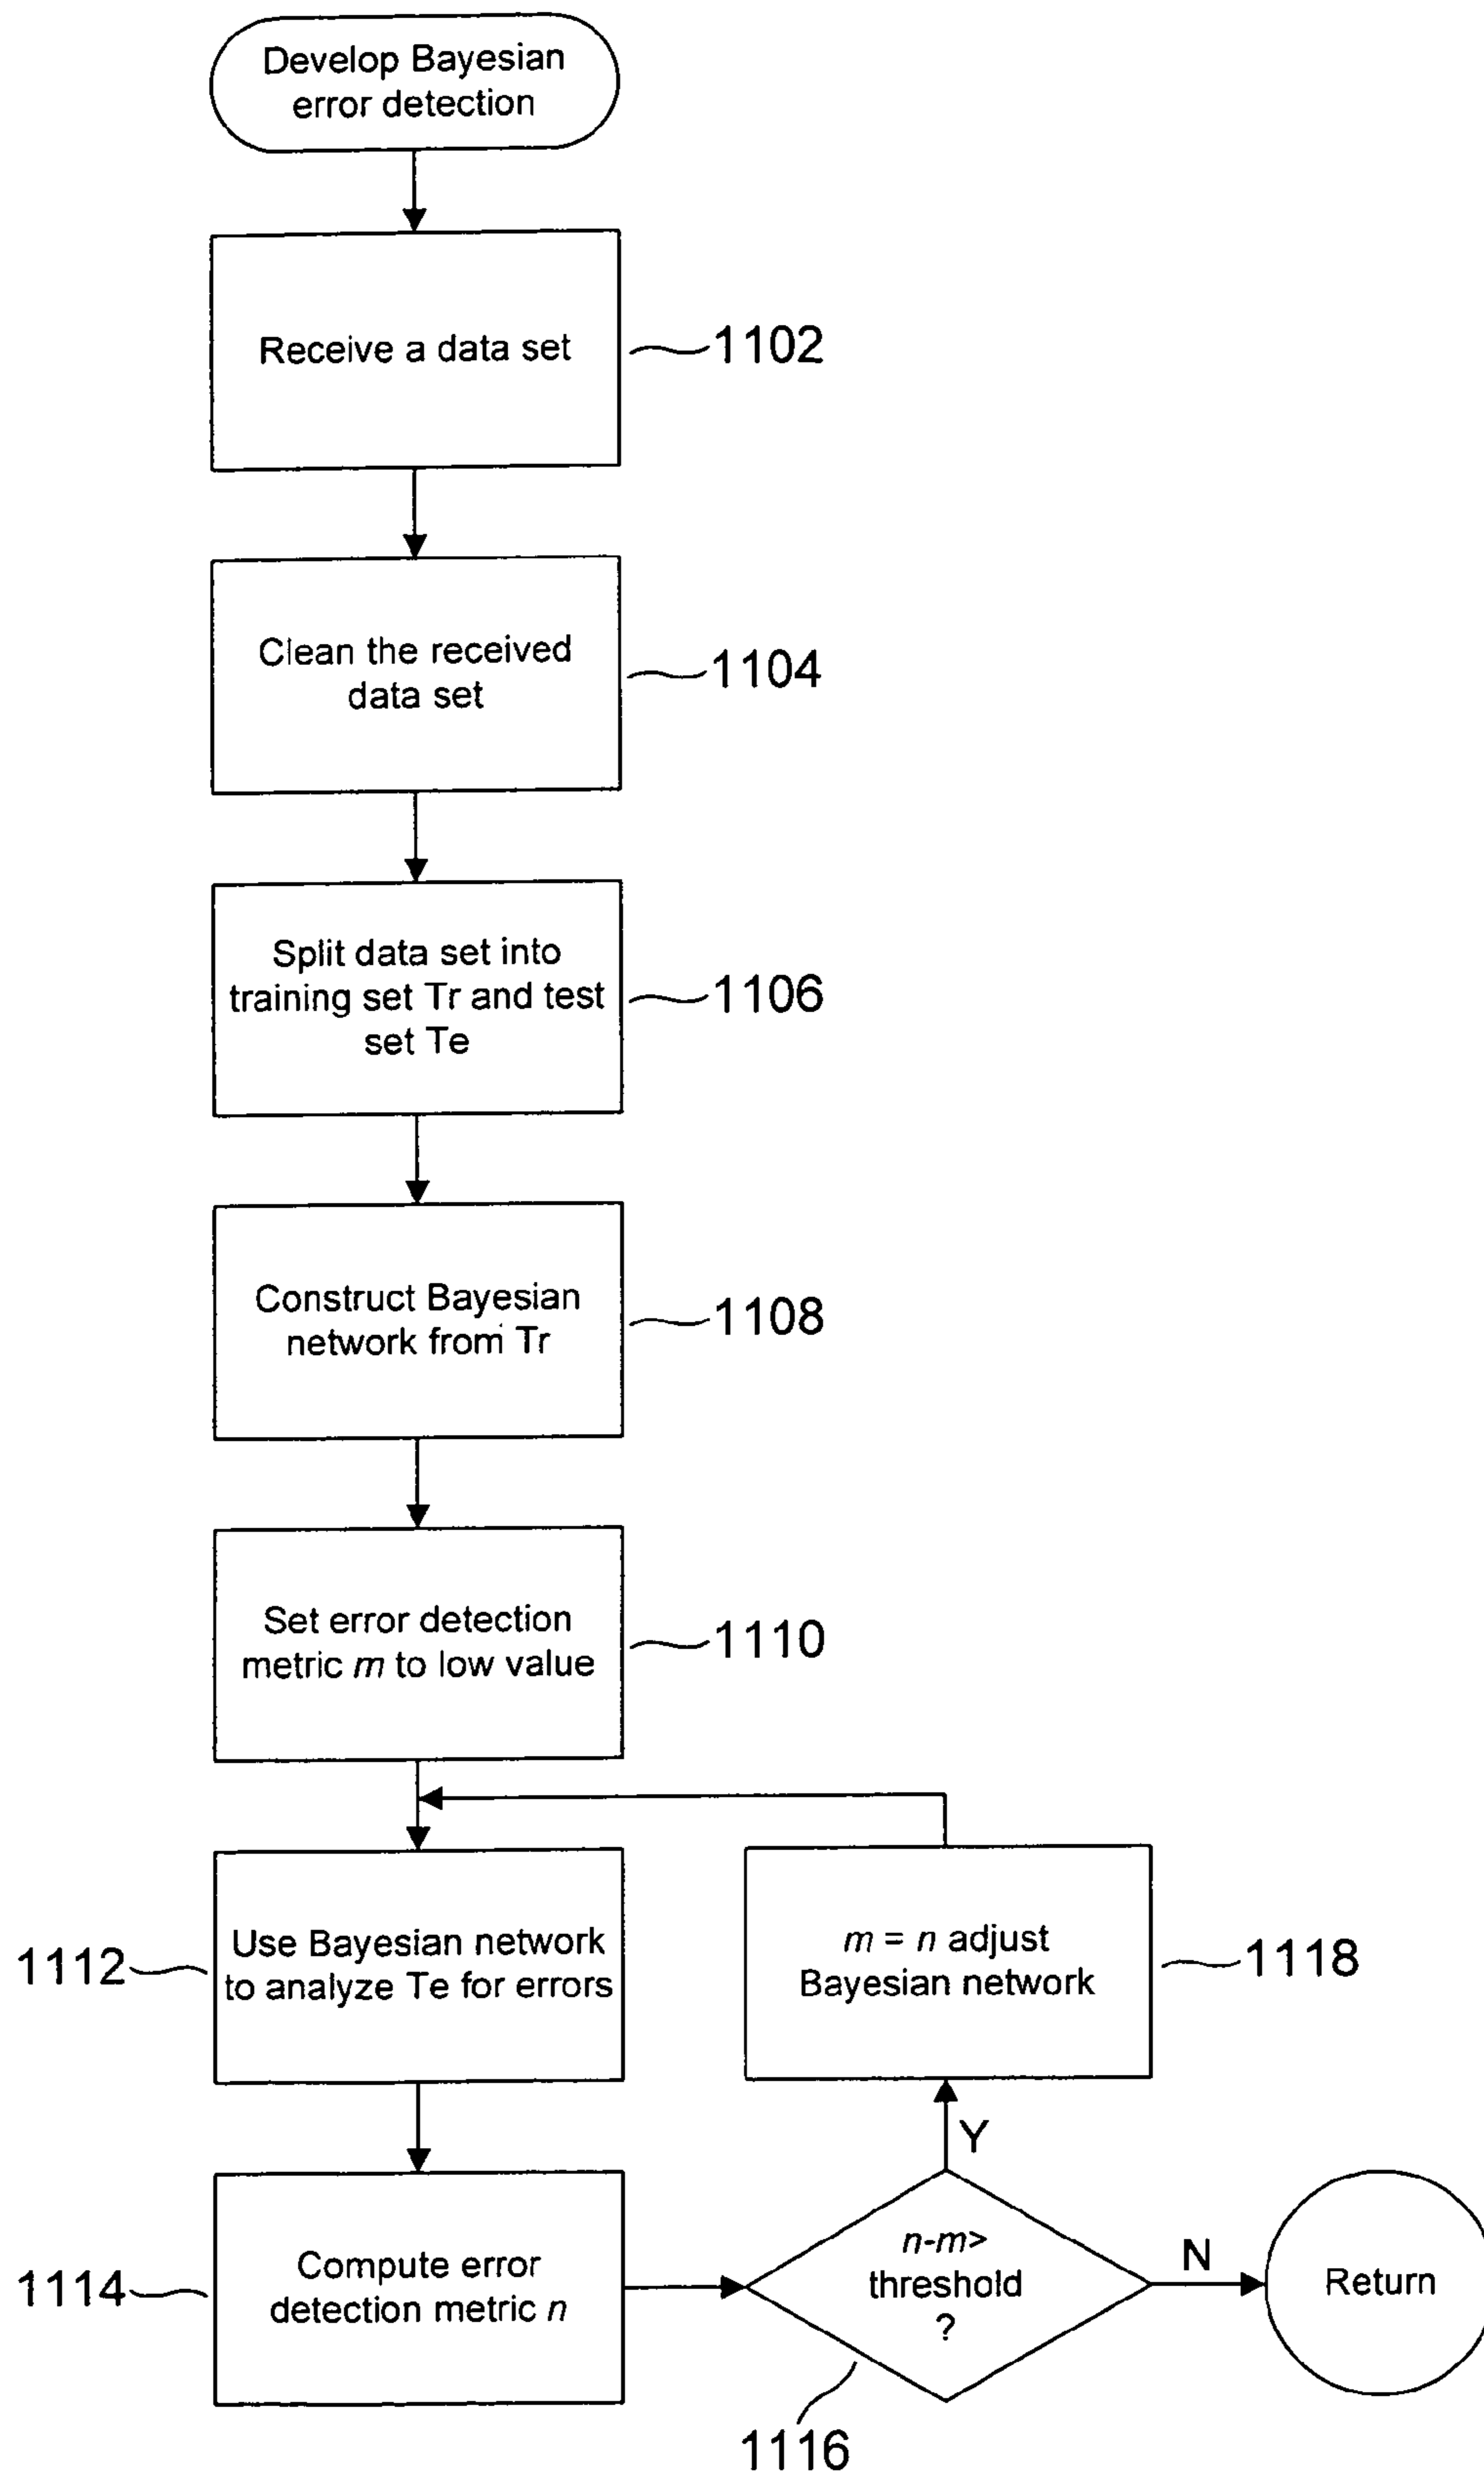 Develop Bayesian
error detection
Receive a data set
1102
Clean the received
data set
1104
Split data set into
training set Tr and test
set Te
1106
Construct Bayesian
network from Tr
1108
Set error detection
metric m to low value
1110
Use Bayesian network
to analyze Te for errors
1112
m = n adjust
Bayesian network
1118
Compute error
detection metric n
1114
n-m>
threshold
?
1116
Y
N
Return